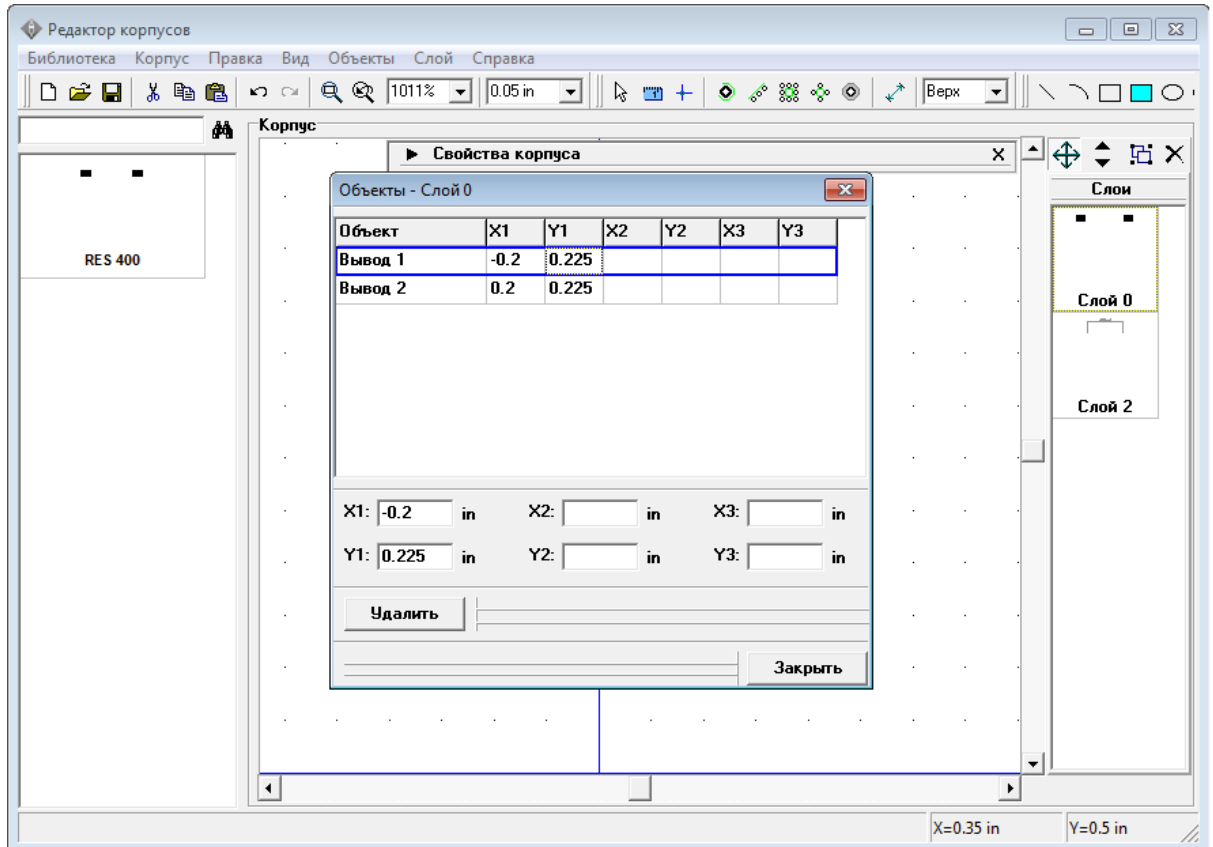 Редактор корпусов
Библиотека Корпус Правка Вид Объекты Слой Справка
1011% 0.05 in Верх
Корпус
Свойства корпуса X
Слои
RES 400
Объекты - Слой 0
Объект X1 Y1 X2 Y2 X3 Y3
Вывод 1 -0.2 0.225
Вывод 2 0.2 0.225
Слой 0
Слой 2
X1: -0.2 in X2: in X3: in
Y1: 0.225 in Y2: in Y3: in
Удалить
Закрыть
X=0.35 in Y=0.5 in